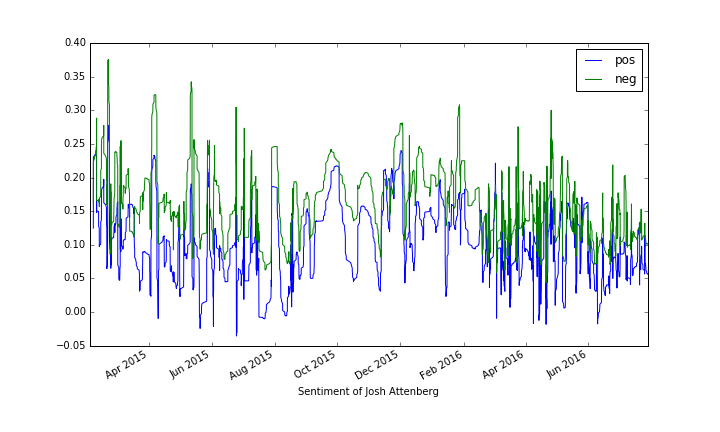 0.40
0.35
0.30
0.25
0.20
0.15
0.10
0.05
0.00
−0.05
pos
neg
Apr 2015
Jun 2015
Aug 2015
Oct 2015
Dec 2015
Feb 2016
Apr 2016
Jun 2016
Sentiment of Josh Attenberg